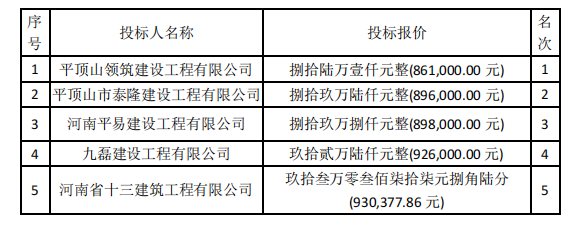 序号 投标人名称 投标报价 名次
1 平顶山领筑建设工程有限公司 捌拾陆万壹仟元整(861,000.00 元) 1
2 平顶山市泰隆建设工程有限公司 捌拾玖万陆仟元整(896,000.00 元) 2
3 河南平易建设工程有限公司 捌拾玖万捌仟元整(898,000.00 元) 3
4 九磊建设工程有限公司 玖拾贰万陆仟元整(926,000.00 元) 4
5 河南省十三建筑工程有限公司 玖拾叁万零叁佰柒拾柒元捌角陆分 5
(930,377.86 元)